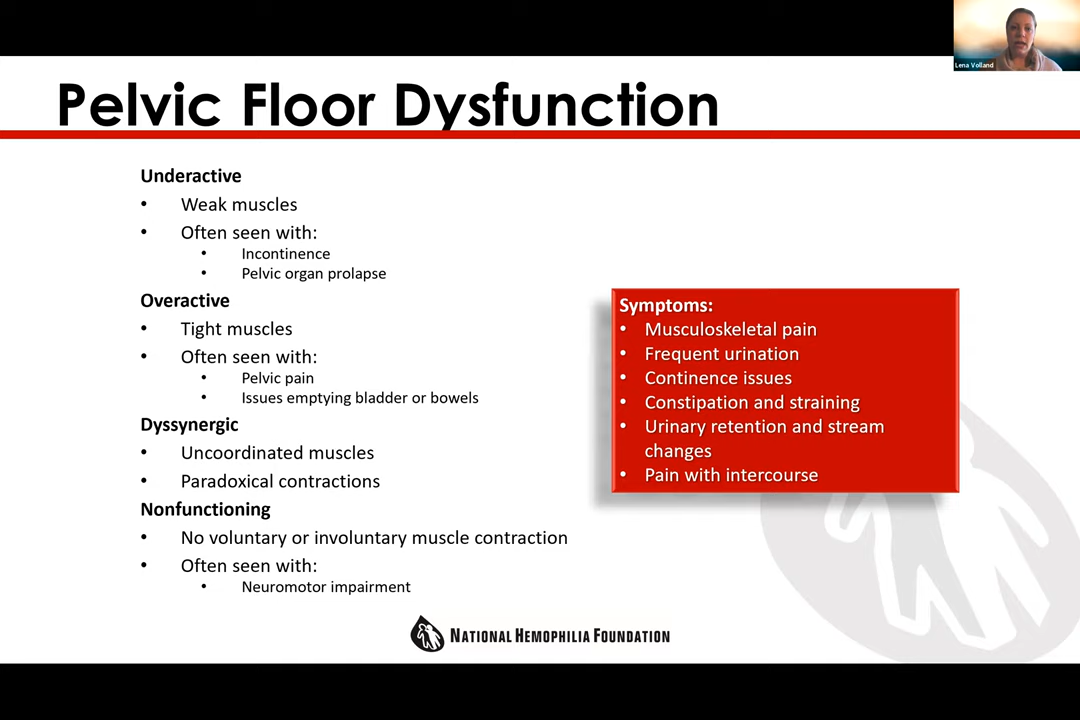 Lena Volland
Pelvic Floor Dysfunction
Underactive
• Weak muscles
• Often seen with:
• Incontinence
• Pelvic organ prolapse
Overactive
• Tight muscles
• Often seen with:
• Pelvic pain
• Issues emptying bladder or bowels
Dyssynergic
• Uncoordinated muscles
• Paradoxical contractions
Nonfunctioning
• No voluntary or involuntary muscle contraction
• Often seen with:
• Neuromotor impairment
Symptoms:
• Musculoskeletal pain
• Frequent urination
• Continence issues
• Constipation and straining
• Urinary retention and stream
changes
• Pain with intercourse
NATIONAL HEMOPHILIA FOUNDATION